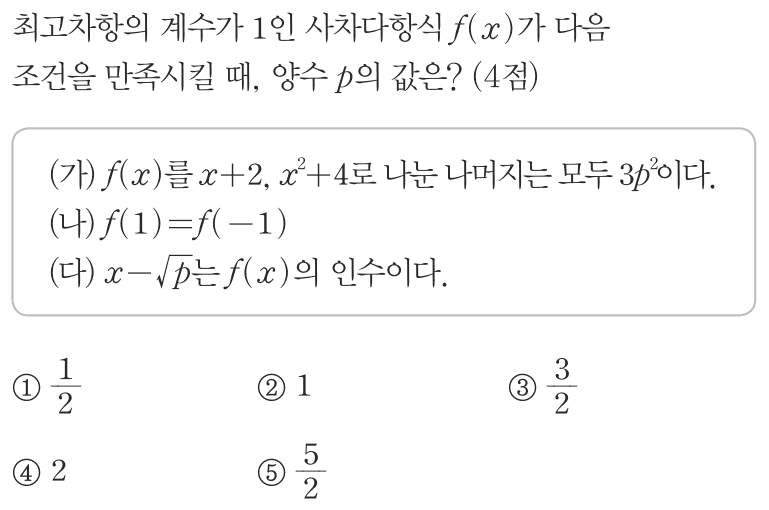 최고차항의 계수가 1인 사차다항식 f(x)가 다음
조건을 만족시킬 때, 양수 p의 값은? (4점)
(가) f(x)를 x+2, x²+4로 나눈 나머지는 모두 3p²이다.
(나) f(1)=f(-1)
(다) x-√p는 f(x)의 인수이다.
① 1/2 ② 1 ③ 3/2
④ 2 ⑤ 5/2